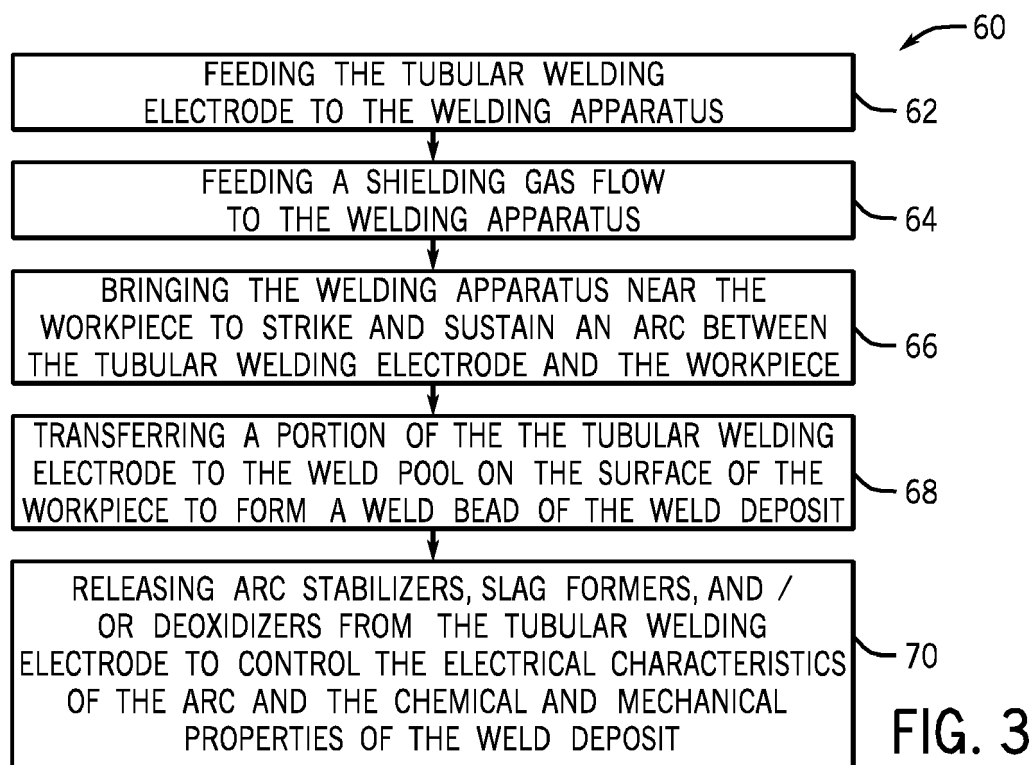 60
FEEDING THE TUBULAR WELDING
ELECTRODE TO THE WELDING APPARATUS
62
FEEDING A SHIELDING GAS FLOW
TO THE WELDING APPARATUS
64
BRINGING THE WELDING APPARATUS NEAR THE
WORKPIECE TO STRIKE AND SUSTAIN AN ARC BETWEEN
THE TUBULAR WELDING ELECTRODE AND THE WORKPIECE
66
TRANSFERRING A PORTION OF THE THE TUBULAR WELDING
ELECTRODE TO THE WELD POOL ON THE SURFACE OF THE
WORKPIECE TO FORM A WELD BEAD OF THE WELD DEPOSIT
68
RELEASING ARC STABILIZERS, SLAG FORMERS, AND /
OR DEOXIDIZERS FROM THE TUBULAR WELDING
ELECTRODE TO CONTROL THE ELECTRICAL CHARACTERISTICS
OF THE ARC AND THE CHEMICAL AND MECHANICAL
PROPERTIES OF THE WELD DEPOSIT
70
FIG. 3